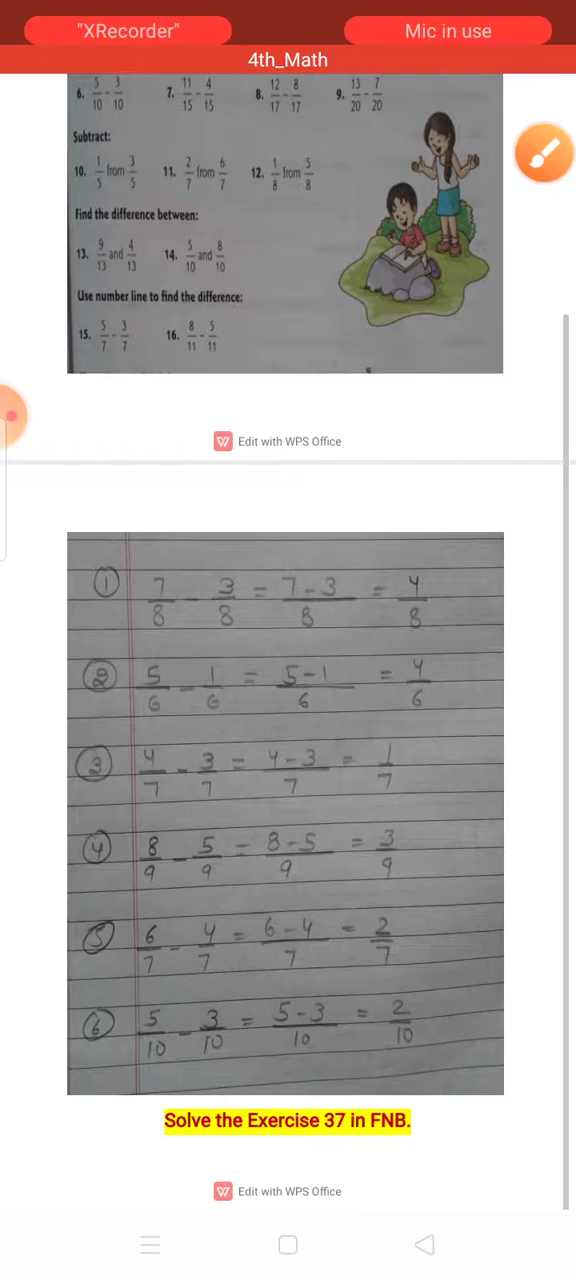 "XRecorder" Mic in use
4th_Math
6. 5/10 - 3/10 7. 11/15 - 4/15 8. 12/17 - 8/17 9. 13/20 - 7/20
Subtract:
10. 1/5 from 3/5 11. 2/7 from 6/7 12. 1/8 from 5/8
Find the difference between:
13. 9/13 and 4/13 14. 5/10 and 8/10
Use number line to find the difference:
15. 5/7 - 3/7 16. 8/11 - 5/11
Edit with WPS Office
1 7/8 - 3/8 = 7-3/8 = 4/8
2 5/6 - 1/6 = 5-1/6 = 4/6
3 4/7 - 3/7 = 4-3/7 = 1/7
4 8/9 - 5/9 = 8-5/9 = 3/9
5 6/7 - 4/7 = 6-4/7 = 2/7
6 5/10 - 3/10 = 5-3/10 = 2/10
Solve the Exercise 37 in FNB.
Edit with WPS Office